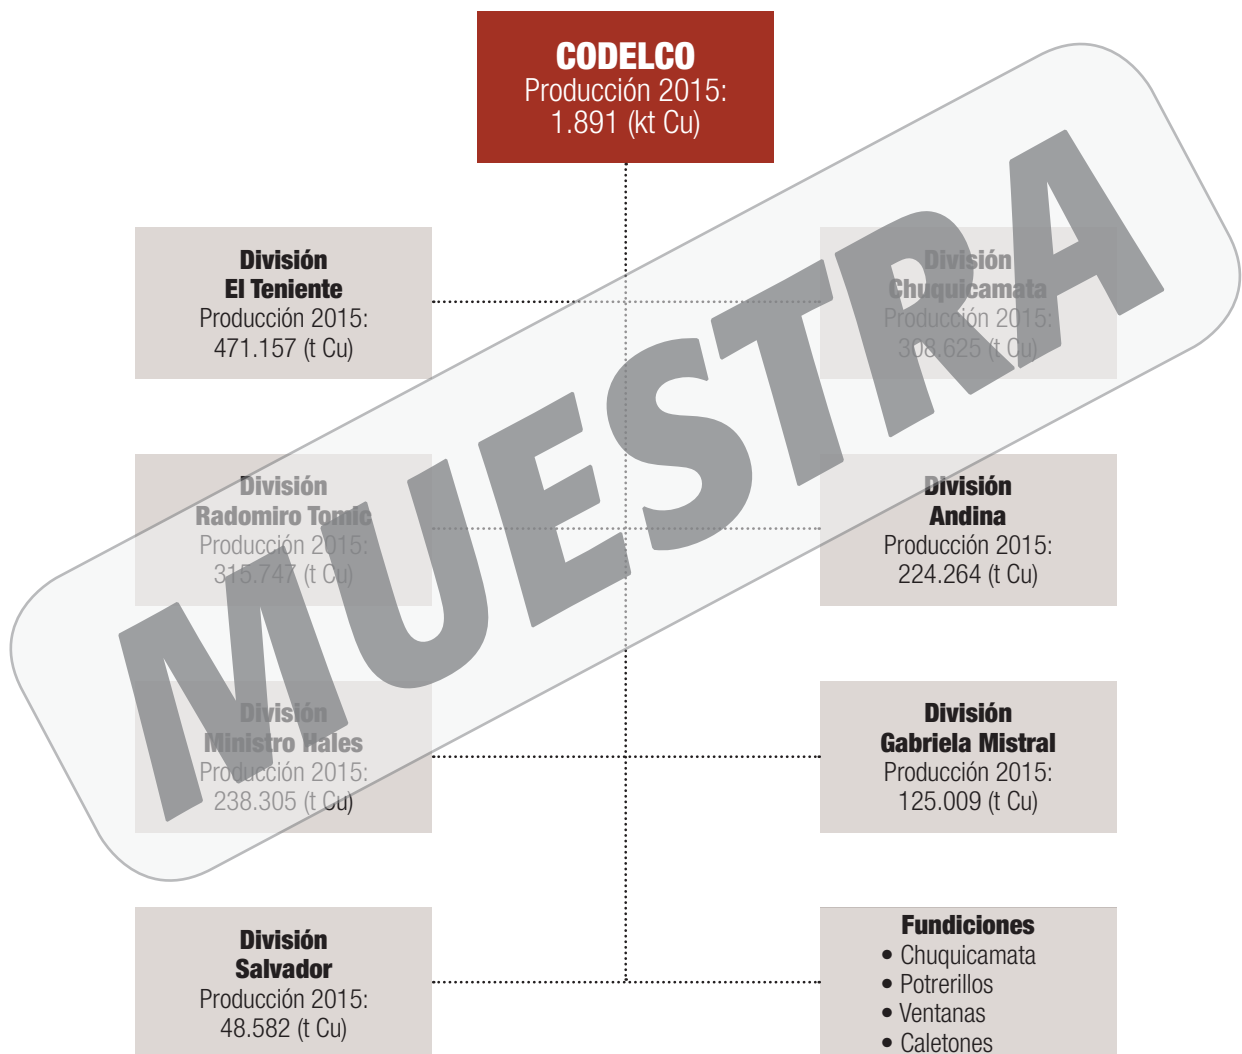 CODELCO
Producción 2015:
1.891 (kt Cu)
División
El Teniente
Producción 2015:
471.157 (t Cu)
División
Chuquicamata
Producción 2015:
308.625 (t Cu)
División
Radomiro Tomic
Producción 2015:
315.747 (t Cu)
División
Andina
Producción 2015:
224.264 (t Cu)
División
Ministro Hales
Producción 2015:
238.305 (t Cu)
División
Gabriela Mistral
Producción 2015:
125.009 (t Cu)
División
Salvador
Producción 2015:
48.582 (t Cu)
Fundiciones
• Chuquicamata
• Potrerillos
• Ventanas
• Caletones
MUESTRA